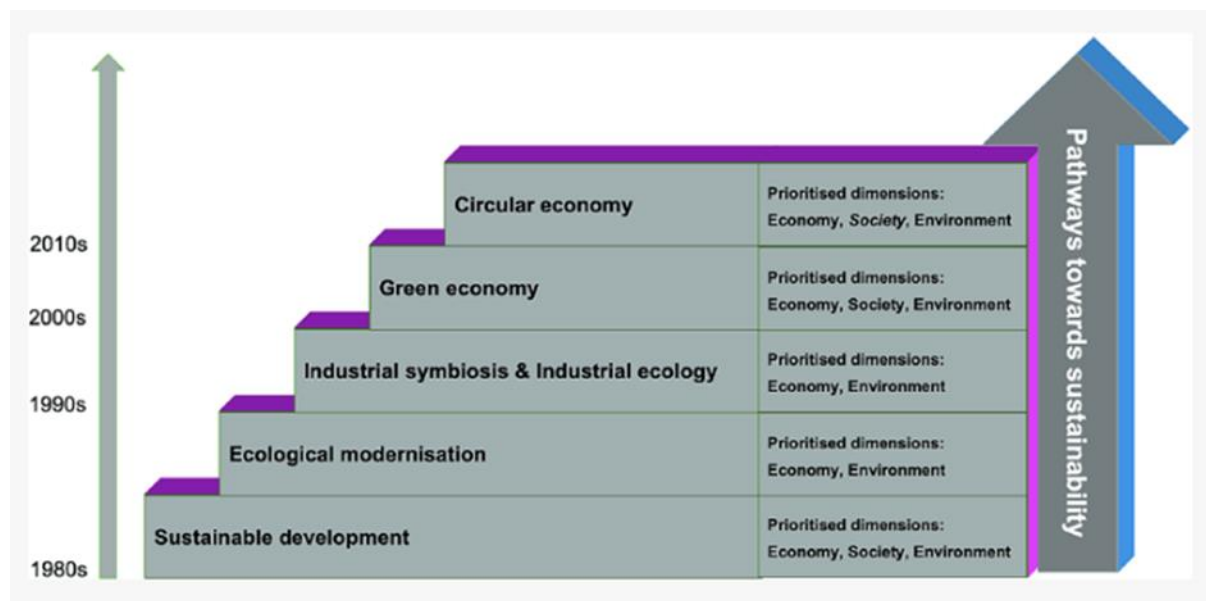 Circular economy
Prioritised dimensions:
Economy, Society, Environment
2010s
Green economy
Prioritised dimensions:
Economy, Society, Environment
2000s
Industrial symbiosis & Industrial ecology
Prioritised dimensions:
Economy, Environment
1990s
Ecological modernisation
Prioritised dimensions:
Economy, Environment
Sustainable development
Prioritised dimensions:
Economy, Society, Environment
1980s
Pathways towards sustainability